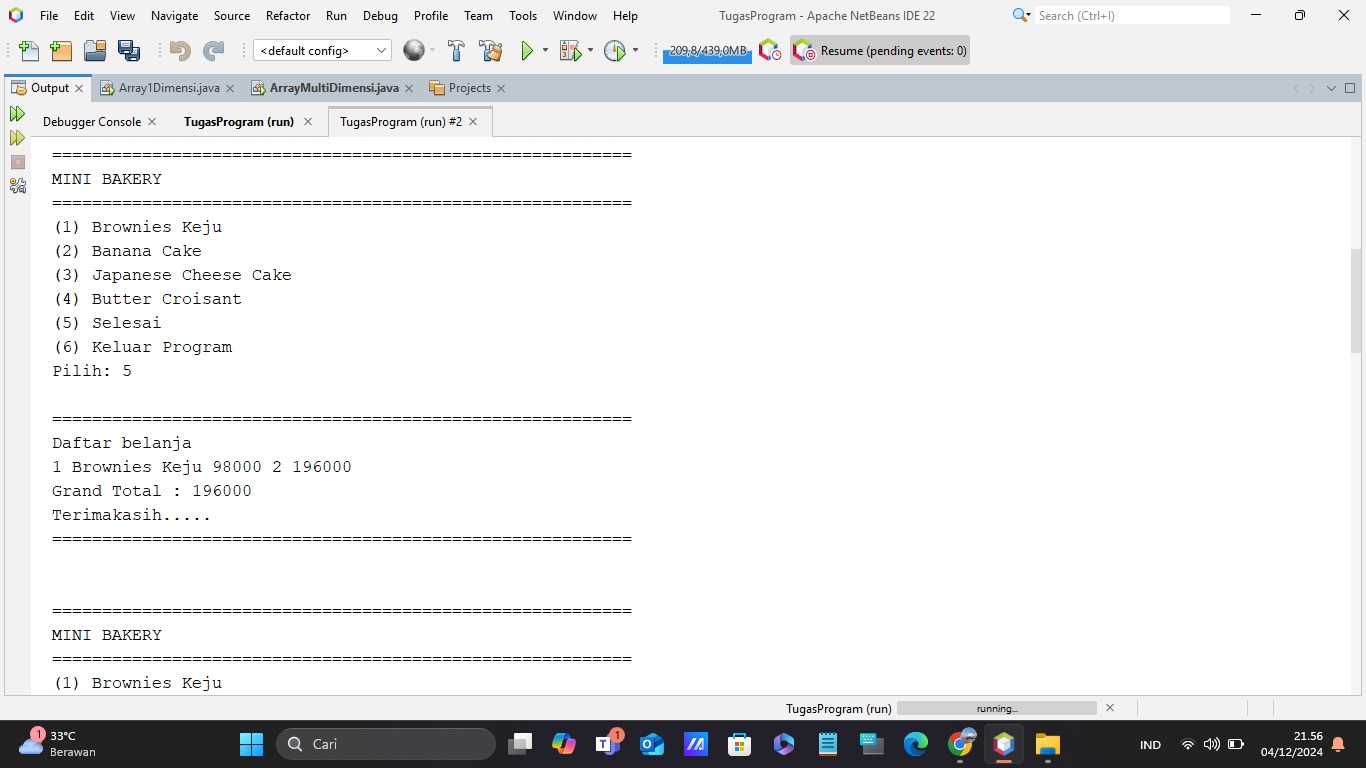 File Edit View Navigate Source Refactor Run Debug Profile Team Tools Window Help TugasProgram - Apache NetBeans IDE 22 Search (Ctrl+I)
<default config> 209,8/439,0MB Resume (pending events: 0)
Output Array1Dimensi.java ArrayMultiDimensi.java Projects
Debugger Console TugasProgram (run) TugasProgram (run) #2
==========================================================
MINI BAKERY
==========================================================
(1) Brownies Keju
(2) Banana Cake
(3) Japanese Cheese Cake
(4) Butter Croisant
(5) Selesai
(6) Keluar Program
Pilih: 5
==========================================================
Daftar belanja
1 Brownies Keju 98000 2 196000
Grand Total : 196000
Terimakasih.....
==========================================================
==========================================================
MINI BAKERY
==========================================================
(1) Brownies Keju
TugasProgram (run) running...
1 33°C
Berawan
Cari
1
IND
21.56
04/12/2024